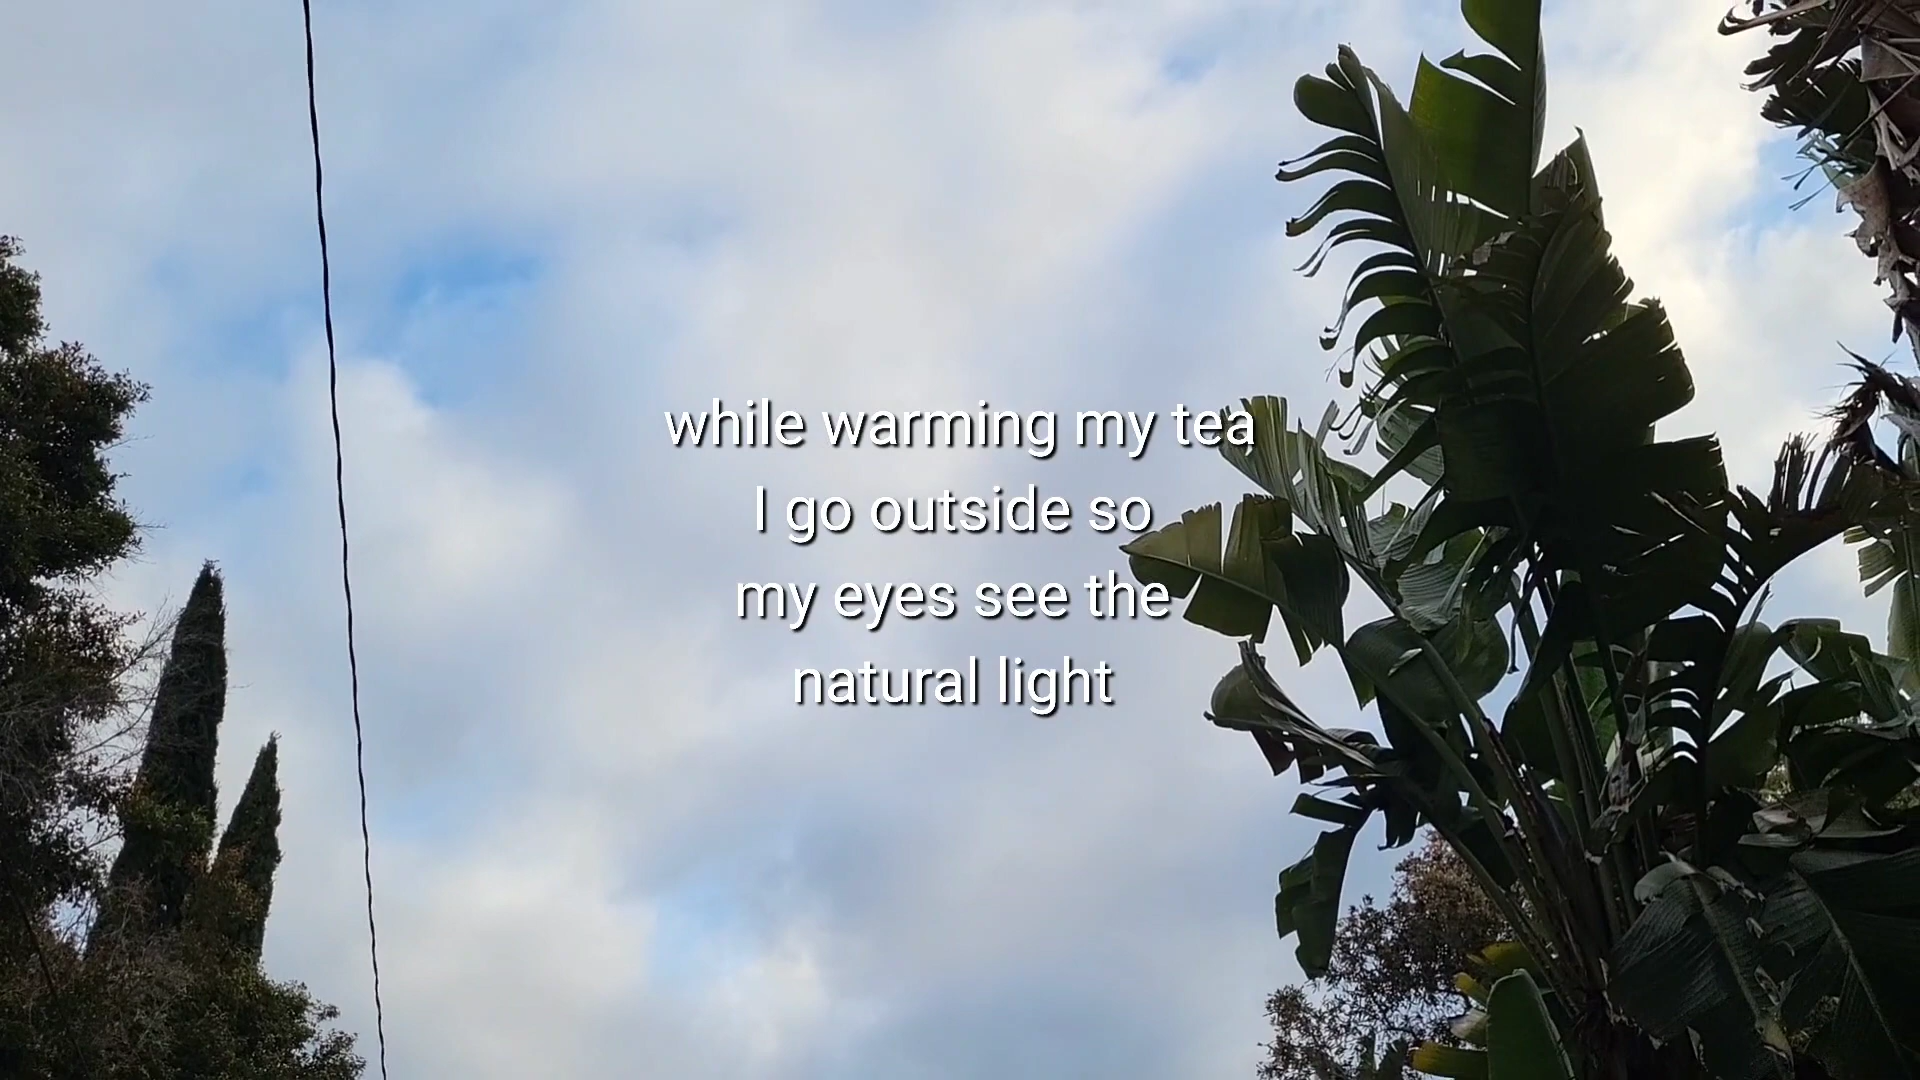 while warming my tea
I go outside so
my eyes see the
natural light